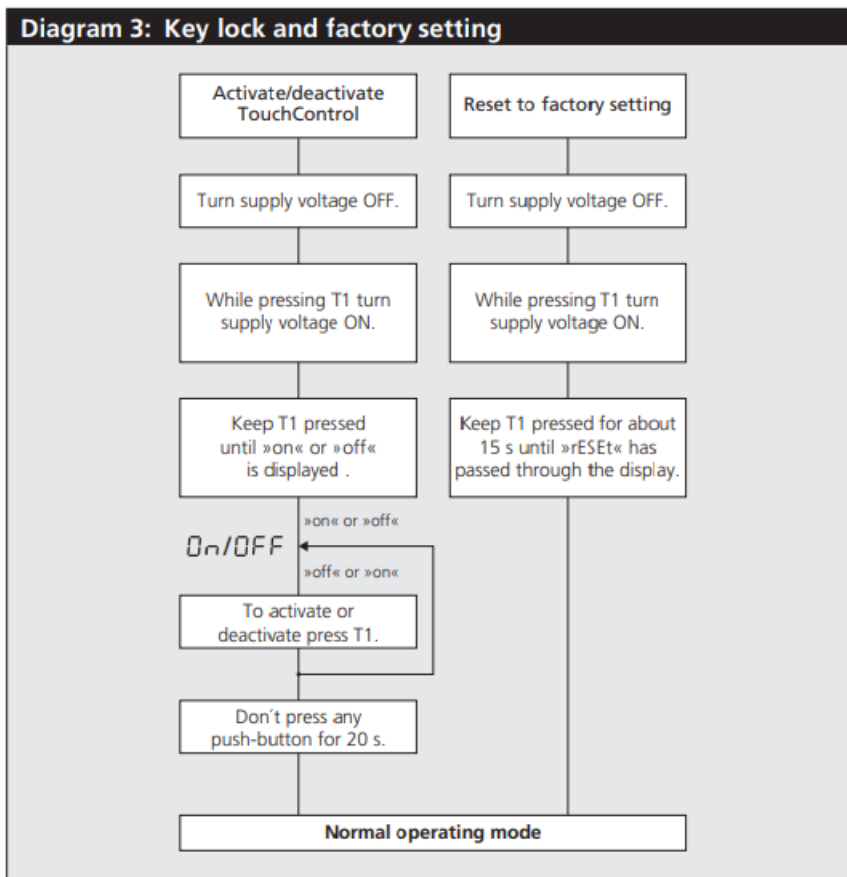 Diagram 3: Key lock and factory setting
Activate/deactivate
TouchControl
Turn supply voltage OFF.
While pressing T1 turn
supply voltage ON.
Keep T1 pressed
until »on« or »off«
is displayed .
»on« or »off«
On/OFF
»off« or »on«
To activate or
deactivate press T1.
Don´t press any
push-button for 20 s.
Reset to factory setting
Turn supply voltage OFF.
While pressing T1 turn
supply voltage ON.
Keep T1 pressed for about
15 s until »rESEt« has
passed through the display.
Normal operating mode